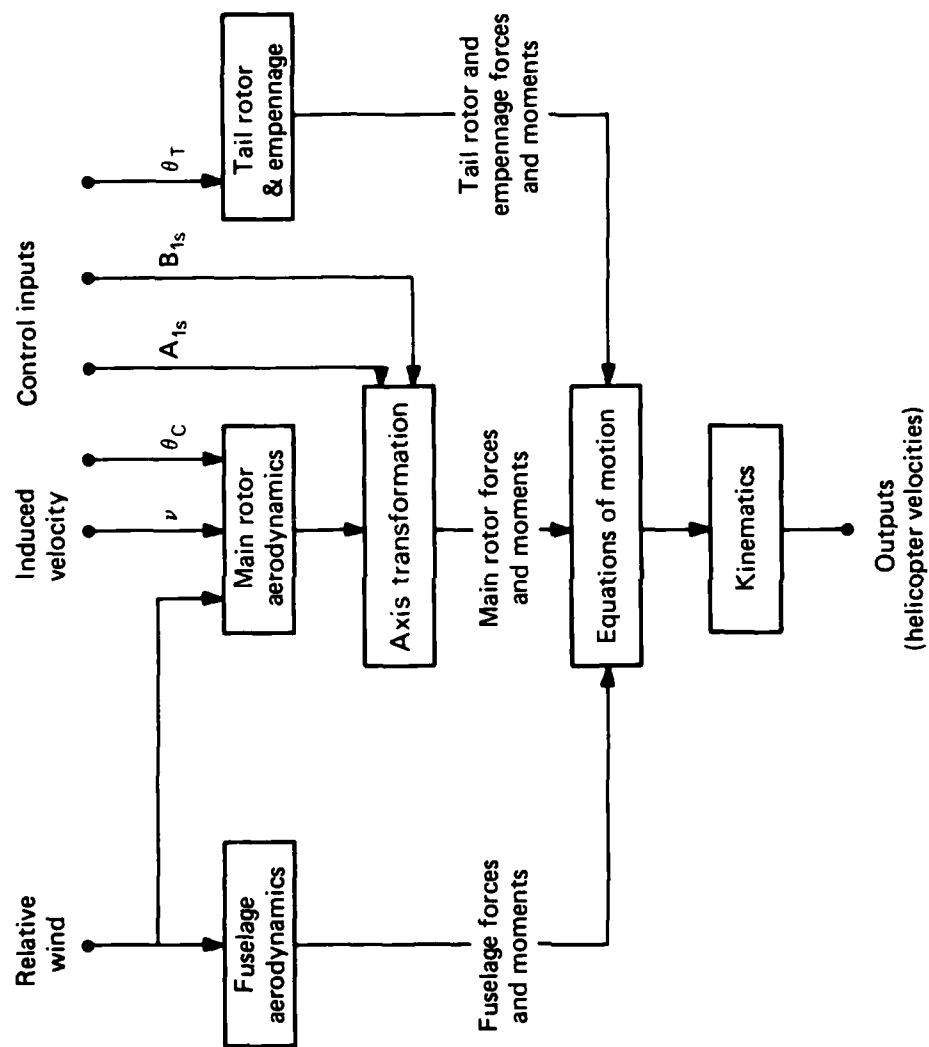 Relative
wind
Induced
velocity
Control inputs
ν
θC
A1s
B1s
θT
Fuselage
aerodynamics
Main rotor
aerodynamics
Tail rotor
& empennage
Axis transformation
Fuselage forces
and moments
Main rotor forces
and moments
Tail rotor and
empennage forces
and moments
Equations of motion
Kinematics
Outputs
(helicopter velocities)